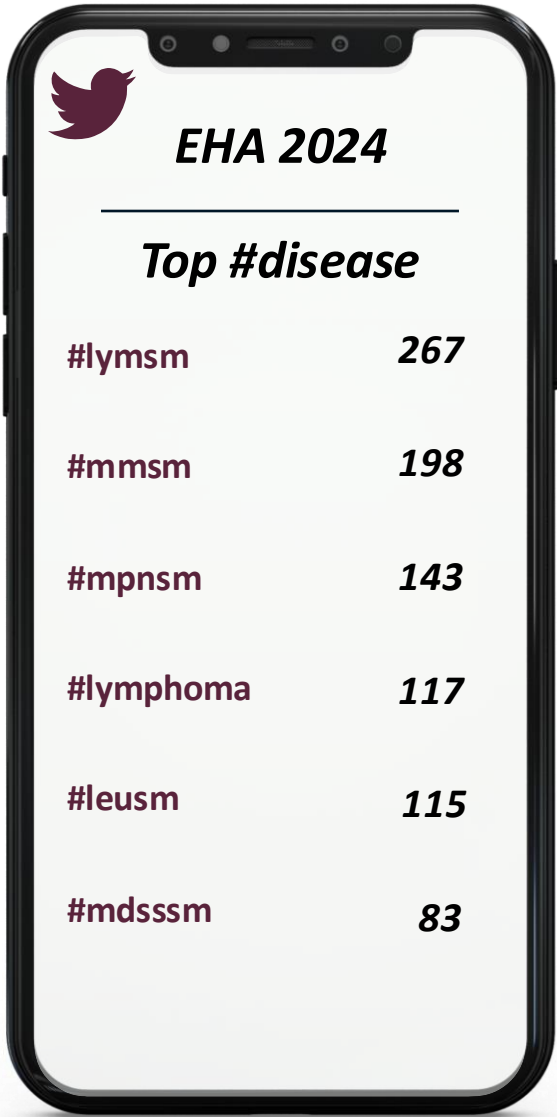 EHA 2024
Top #disease
#lymsm 267
#mmsm 198
#mpnsm 143
#lymphoma 117
#leusm 115
#mdsssm 83